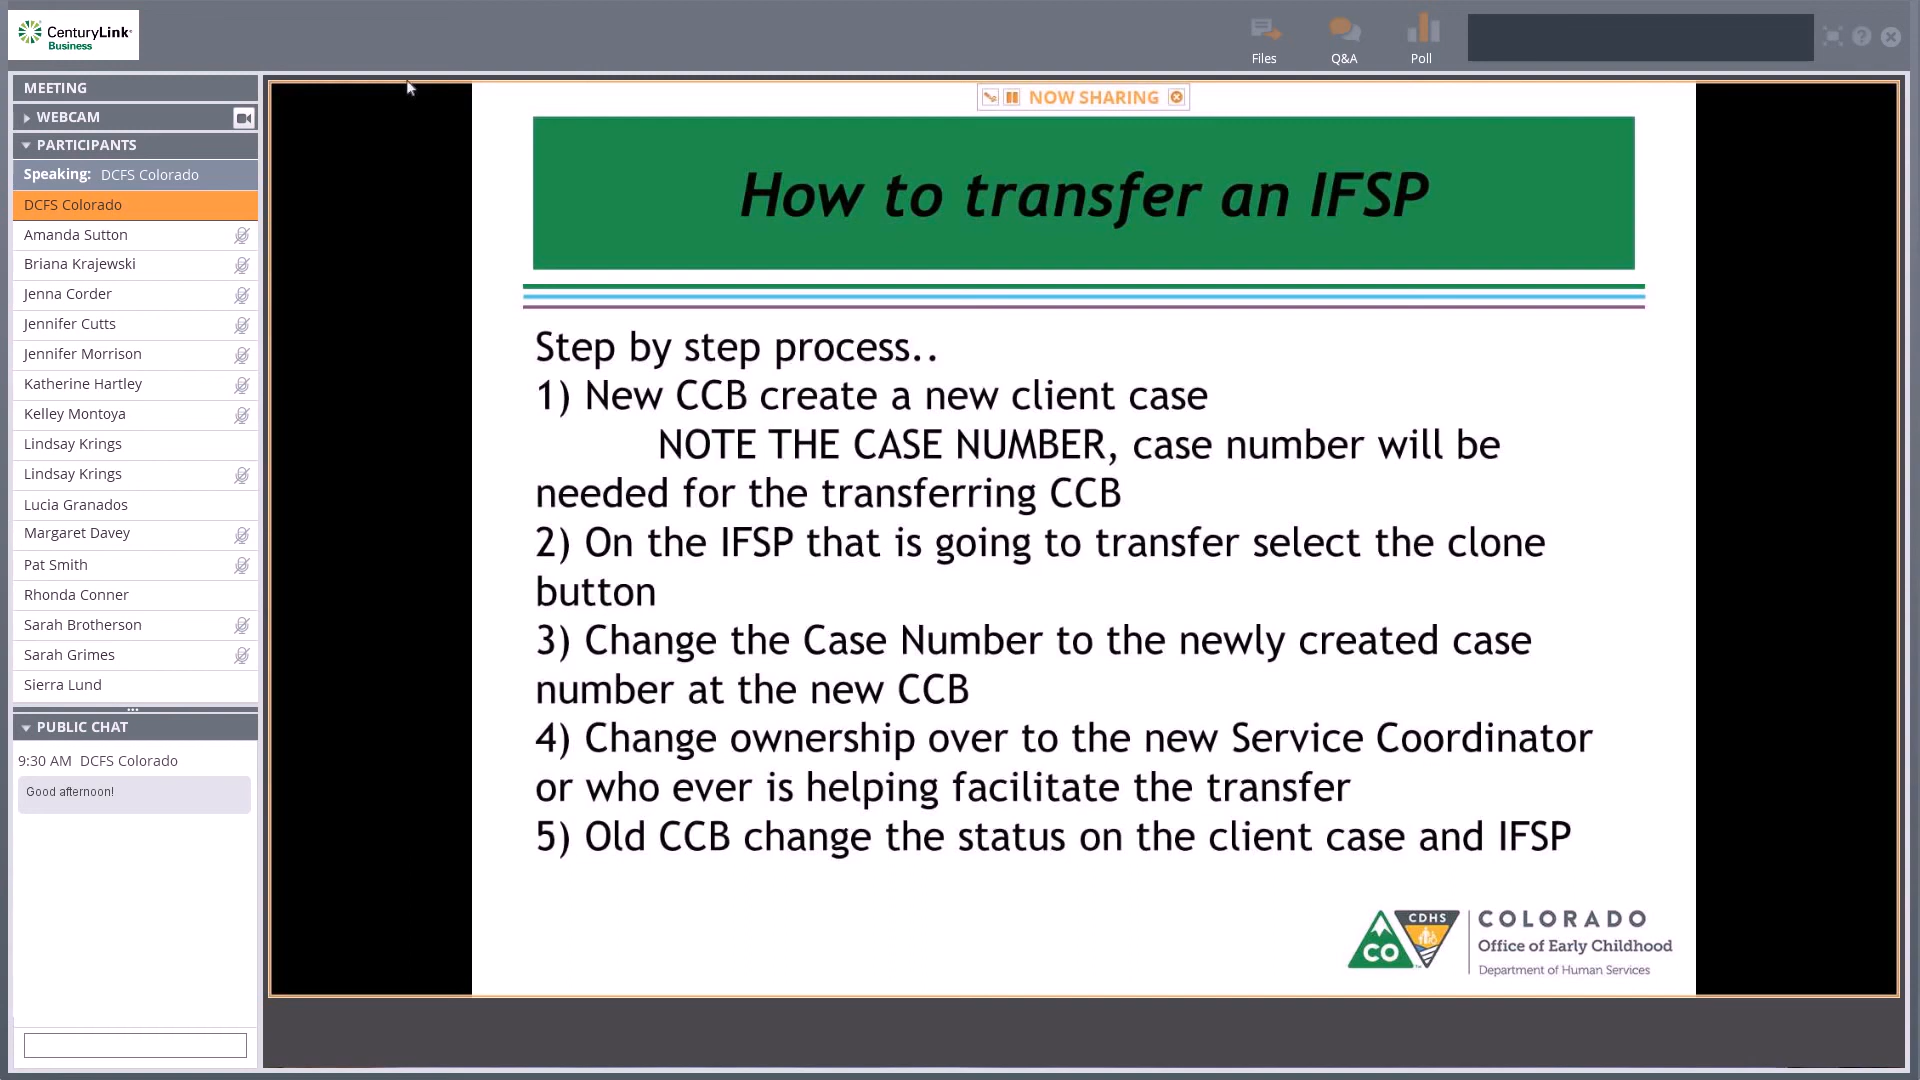 CenturyLink®
Business
Files
Q&A
Poll
MEETING
WEBCAM
PARTICIPANTS
Speaking: DCFS Colorado
DCFS Colorado
Amanda Sutton
Briana Krajewski
Jenna Corder
Jennifer Cutts
Jennifer Morrison
Katherine Hartley
Kelley Montoya
Lindsay Krings
Lindsay Krings
Lucia Granados
Margaret Davey
Pat Smith
Rhonda Conner
Sarah Brotherson
Sarah Grimes
Sierra Lund
PUBLIC CHAT
9:30 AM DCFS Colorado
Good afternoon!
NOW SHARING
How to transfer an IFSP
Step by step process..
1) New CCB create a new client case
NOTE THE CASE NUMBER, case number will be
needed for the transferring CCB
2) On the IFSP that is going to transfer select the clone
button
3) Change the Case Number to the newly created case
number at the new CCB
4) Change ownership over to the new Service Coordinator
or who ever is helping facilitate the transfer
5) Old CCB change the status on the client case and IFSP
CO
CDHS
COLORADO
Office of Early Childhood
Department of Human Services